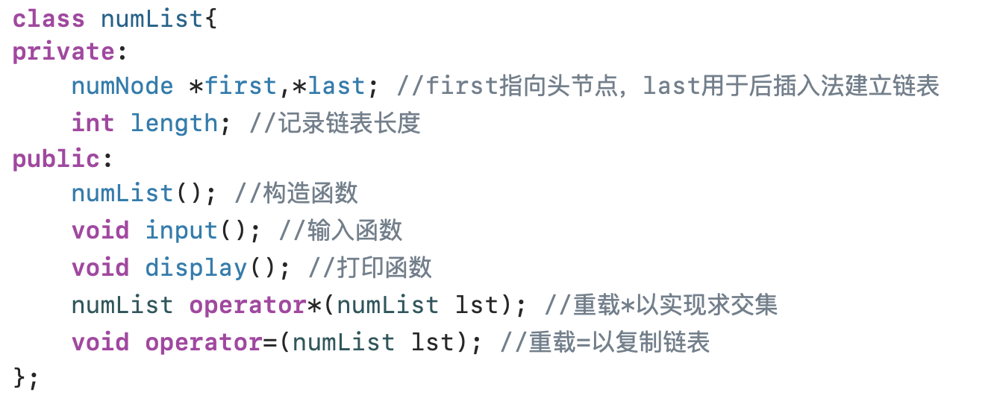 class numList{
private:
    numNode *first,*last; //first指向头节点，last用于后插入法建立链表
    int length; //记录链表长度
public:
    numList(); //构造函数
    void input(); //输入函数
    void display(); //打印函数
    numList operator*(numList lst); //重载*以实现求交集
    void operator=(numList lst); //重载=以复制链表
};